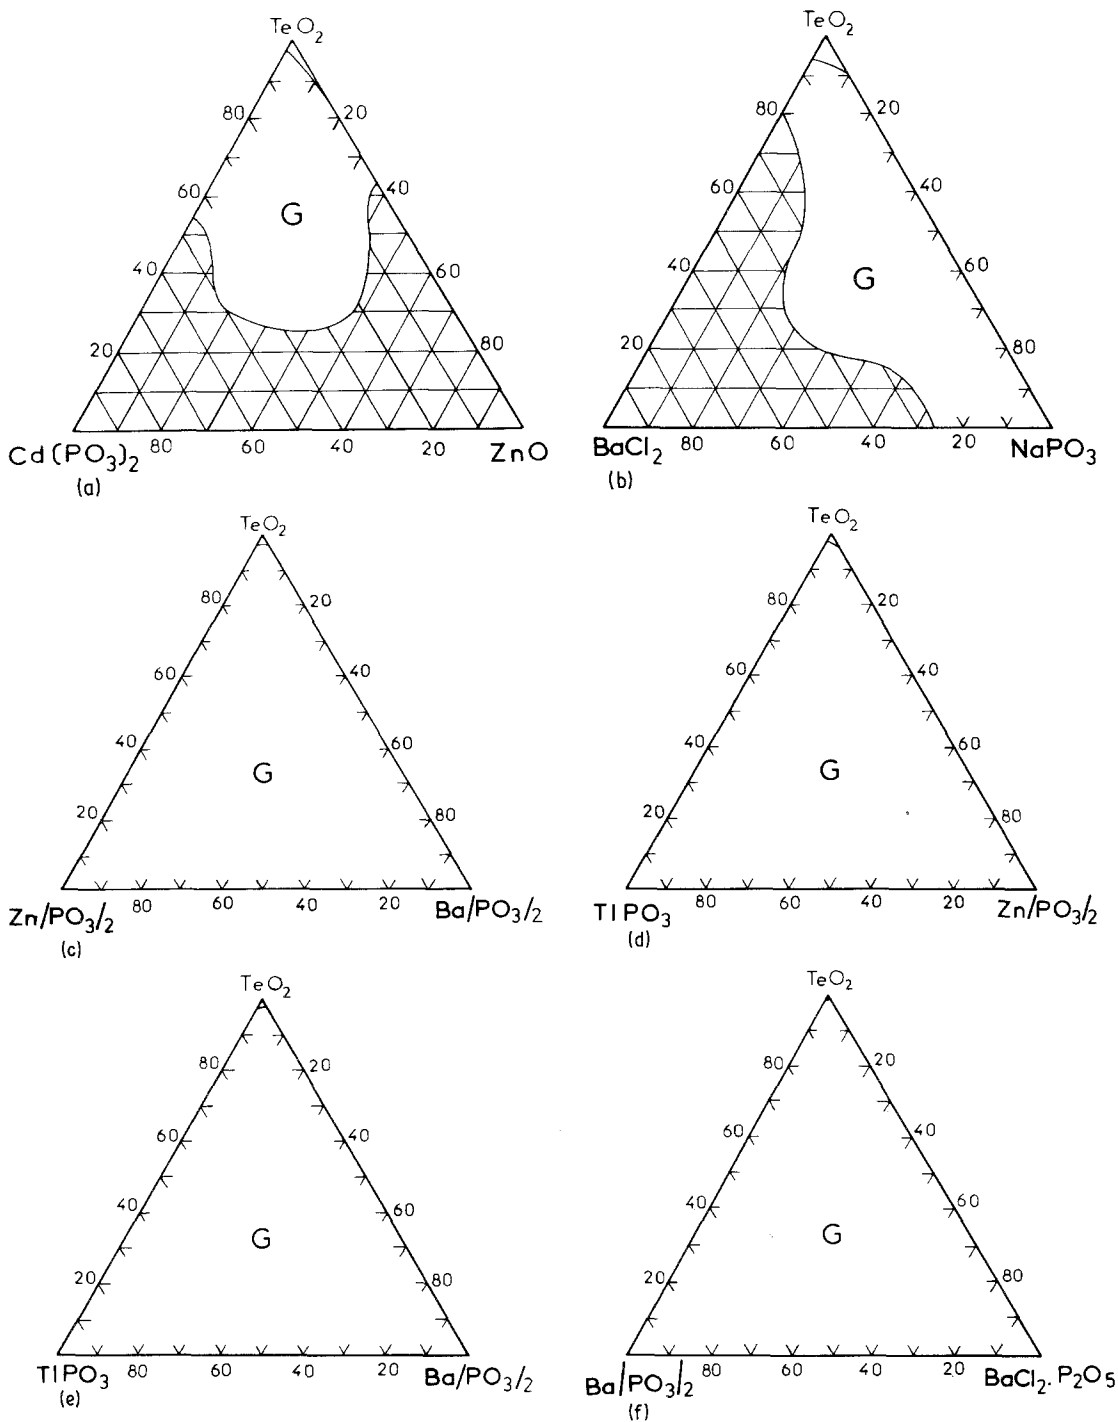 TeO2 TeO2
80 20 80 20
60 40 60 40
G
40 60 40 60
G
20 80 20 80
Cd(PO3)2 80 60 40 20 ZnO BaCl2 80 60 40 20 NaPO3
(a) (b)
TeO2 TeO2
80 20 80 20
60 40 60 40
40 60 40 60
G G
20 80 20 80
Zn/PO3/2 80 60 40 20 Ba/PO3/2 TlPO3 80 60 40 20 Zn/PO3/2
(c) (d)
TeO2 TeO2
80 20 80 20
60 40 60 40
40 60 40 60
G G
20 80 20 80
TlPO3 80 60 40 20 Ba/PO3/2 Ba/PO3/2 80 60 40 20 BaCl2.P2O5
(e) (f)